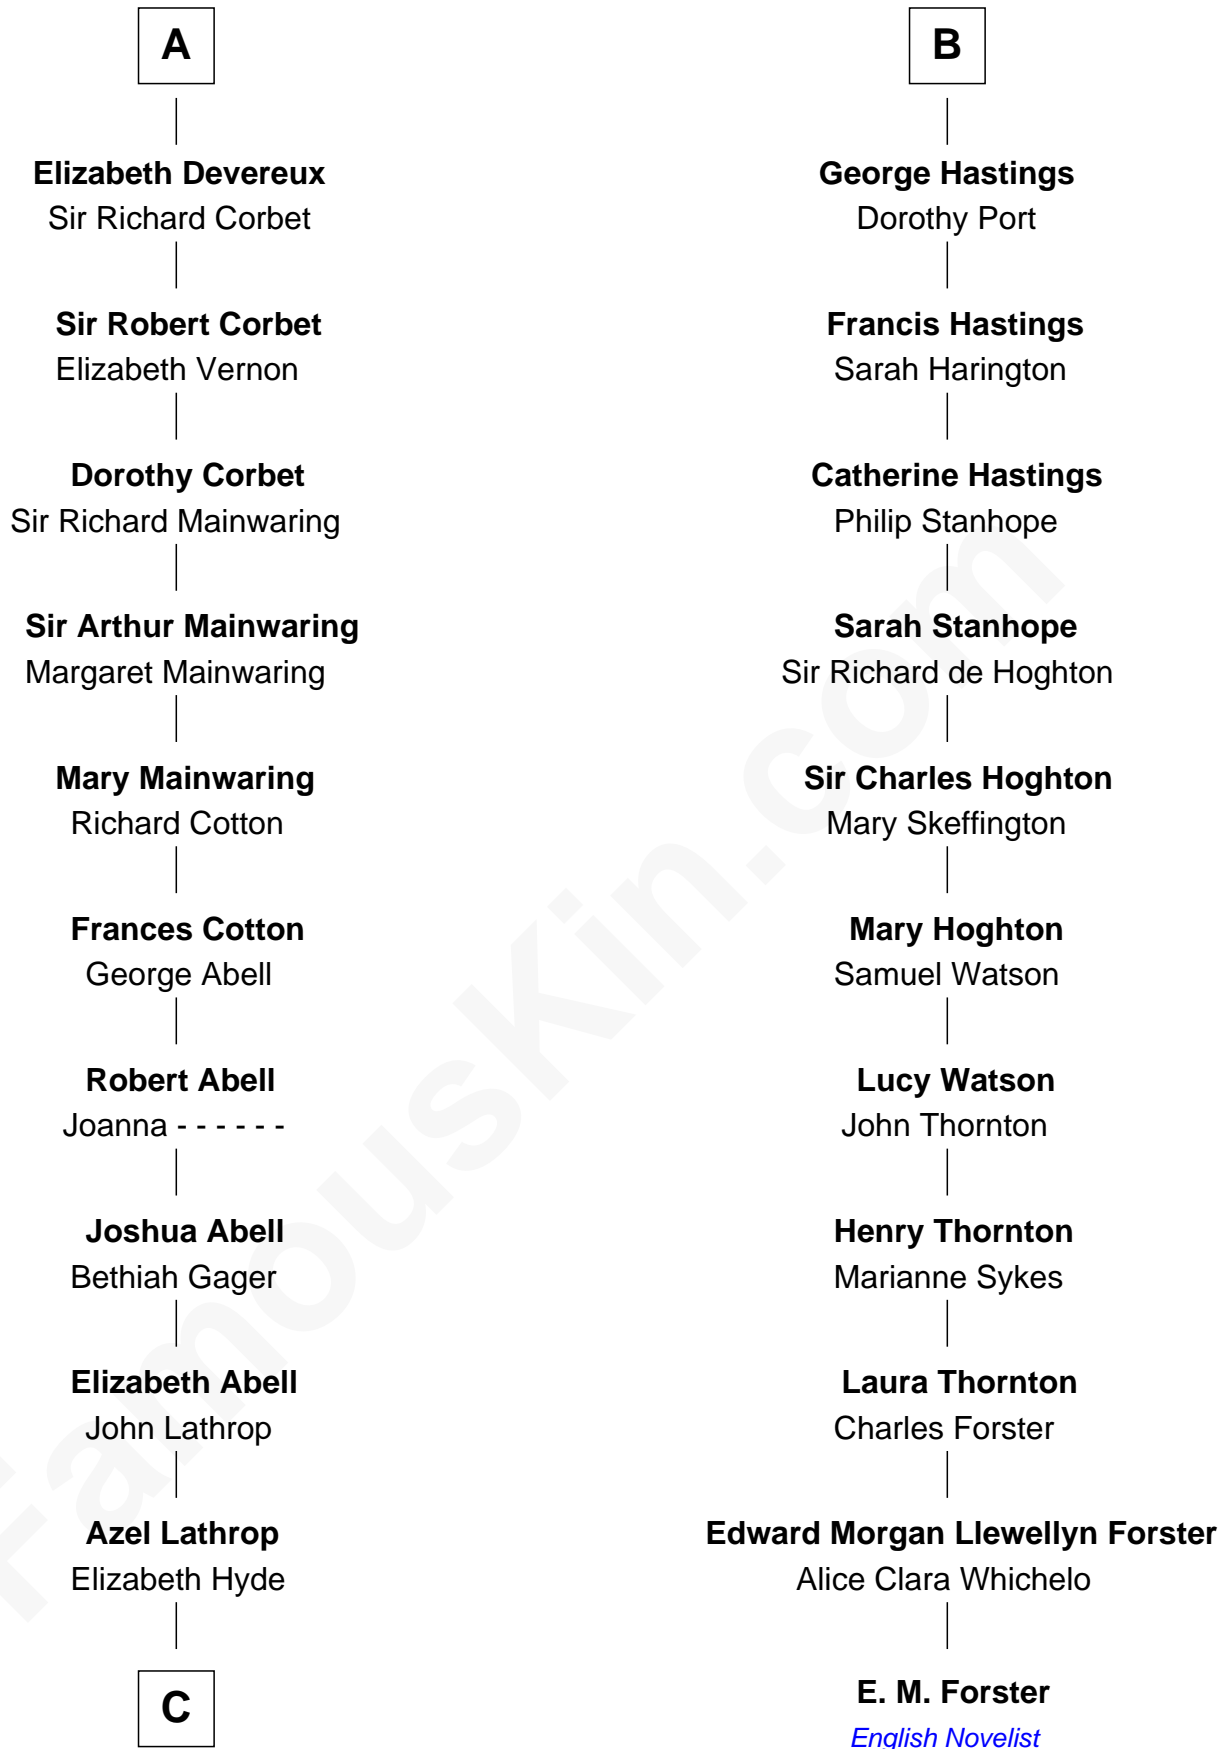 A
Elizabeth Devereux
Sir Richard Corbet
Sir Robert Corbet
Elizabeth Vernon
Dorothy Corbet
Sir Richard Mainwaring
Sir Arthur Mainwaring
Margaret Mainwaring
Mary Mainwaring
Richard Cotton
Frances Cotton
George Abell
Robert Abell
Joanna - - - - - -
Joshua Abell
Bethiah Gager
Elizabeth Abell
John Lathrop
Azel Lathrop
Elizabeth Hyde
C
B
George Hastings
Dorothy Port
Francis Hastings
Sarah Harington
Catherine Hastings
Philip Stanhope
Sarah Stanhope
Sir Richard de Hoghton
Sir Charles Hoghton
Mary Skeffington
Mary Hoghton
Samuel Watson
Lucy Watson
John Thornton
Henry Thornton
Marianne Sykes
Laura Thornton
Charles Forster
Edward Morgan Llewellyn Forster
Alice Clara Whichelo
E. M. Forster
English Novelist
FamousKin.com